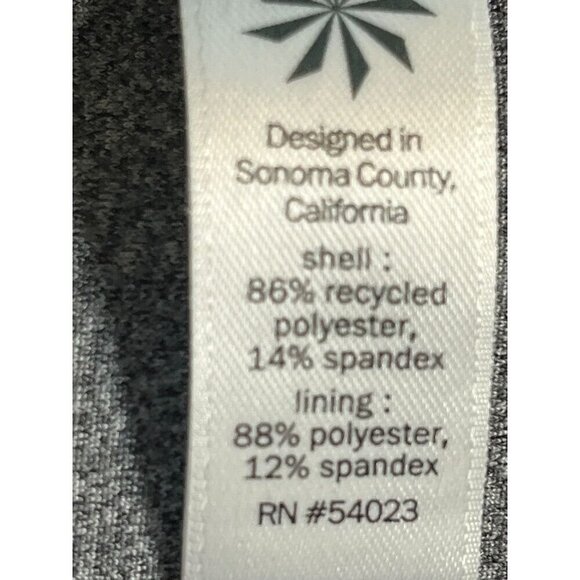 Designed in
Sonoma County,
California
shell :
86% recycled
polyester,
14% spandex
lining :
88% polyester,
12% spandex
RN #54023